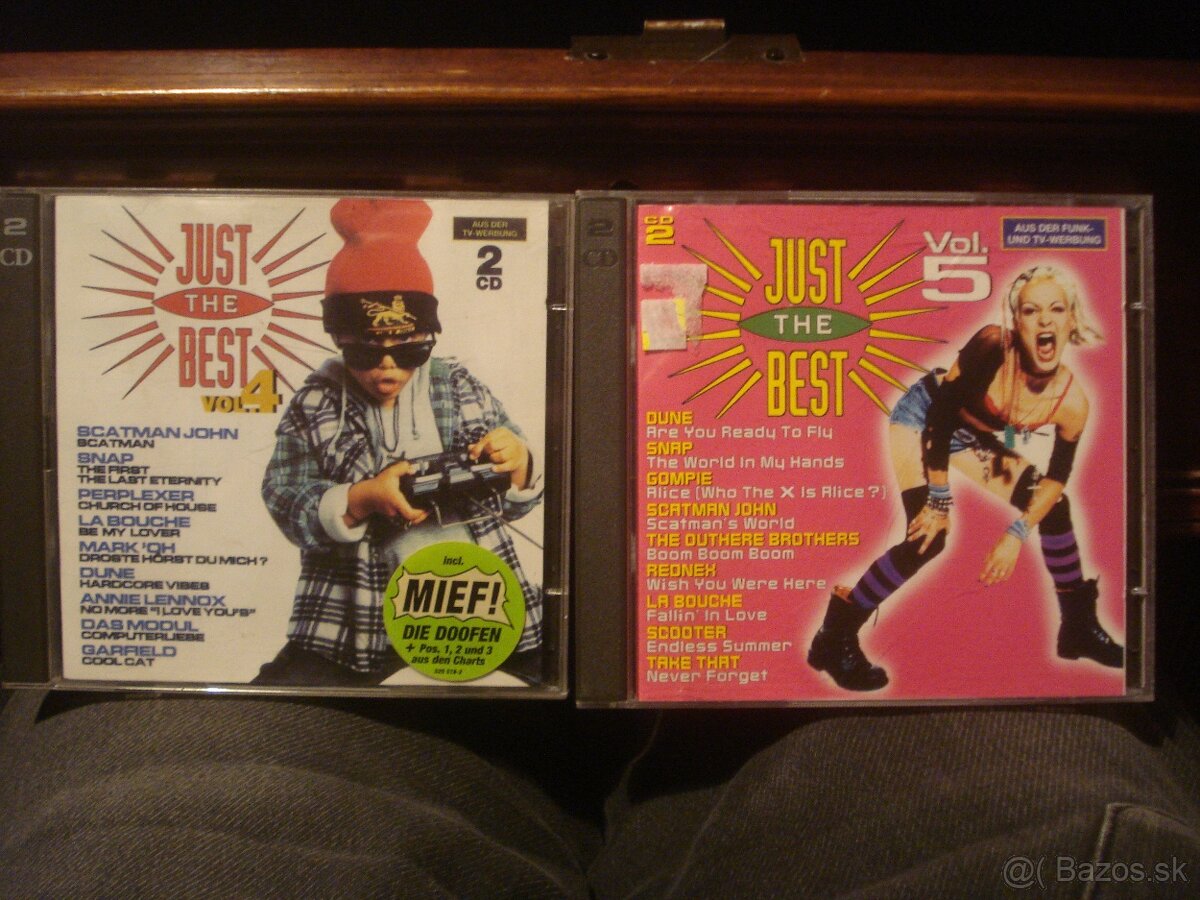 2
CD
JUST
THE
BEST
VOL.4
AUS DER
TV-WERBUNG
2
CD
SCATMAN JOHN
SCATMAN
SNAP
THE FIRST
THE LAST ETERNITY
PERPLEXER
CHURCH OF HOUSE
LA BOUCHE
BE MY LOVER
MARK 'OH
DROSTE HÖRST DU MICH?
DUNE
HARDCORE VIBES
ANNIE LENNOX
NO MORE "I LOVE YOU'S"
DAS MODUL
COMPUTERLIEBE
GARFIELD
COOL CAT
incl.
MIEF!
DIE DOOFEN
+ Pos. 1, 2 und 3
aus den Charts
2
CD
CD
2
JUST
THE
BEST
Vol.
5
AUS DER FUNK-
UND TV-WERBUNG
DUNE
Are You Ready To Fly
SNAP
The World In My Hands
GOMPIE
Alice (Who The X Is Alice?)
SCATMAN JOHN
Scatman's World
THE OUTHERE BROTHERS
Boom Boom Boom
REDNEX
Wish You Were Here
LA BOUCHE
Fallin' In Love
SCOOTER
Endless Summer
TAKE THAT
Never Forget
@( Bazos.sk